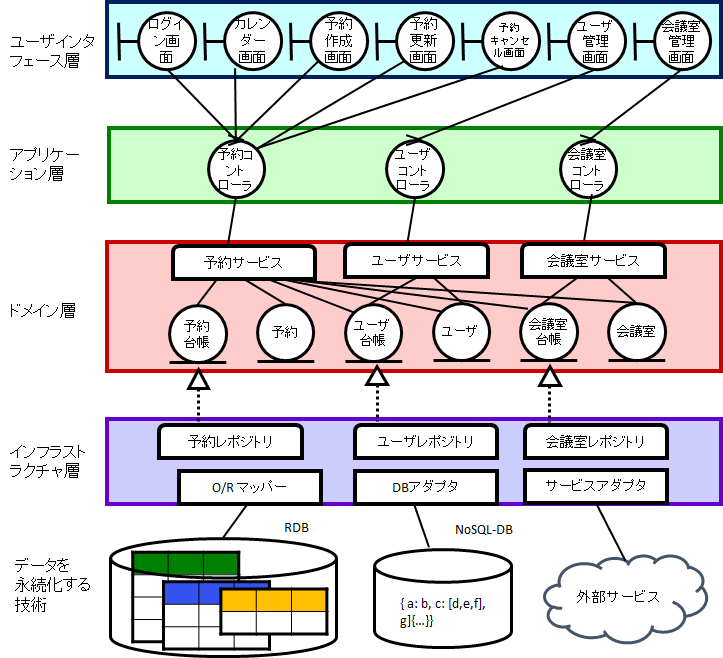 ユーザインタ
フェース層
ログイ
ン画
面
カレン
ダー
画面
予約
作成
画面
予約
更新
画面
予約
キャンセ
ル画面
ユーザ
管理
画面
会議室
管理
画面
アプリケー
ション層
予約コ
ント
ローラ
ユーザ
コント
ローラ
会議室
コント
ローラ
ドメイン層
予約サービス
ユーザサービス
会議室サービス
予約
台帳
予約
ユーザ
台帳
ユーザ
会議室
台帳
会議室
インフラスト
ラクチャ層
予約レポジトリ
ユーザレポジトリ
会議室レポジトリ
O/R マッパー
DBアダプタ
サービスアダプタ
RDB
NoSQL-DB
データを
永続化する
技術
{ a: b, c: [d,e,f],
g]{...}}
外部サービス